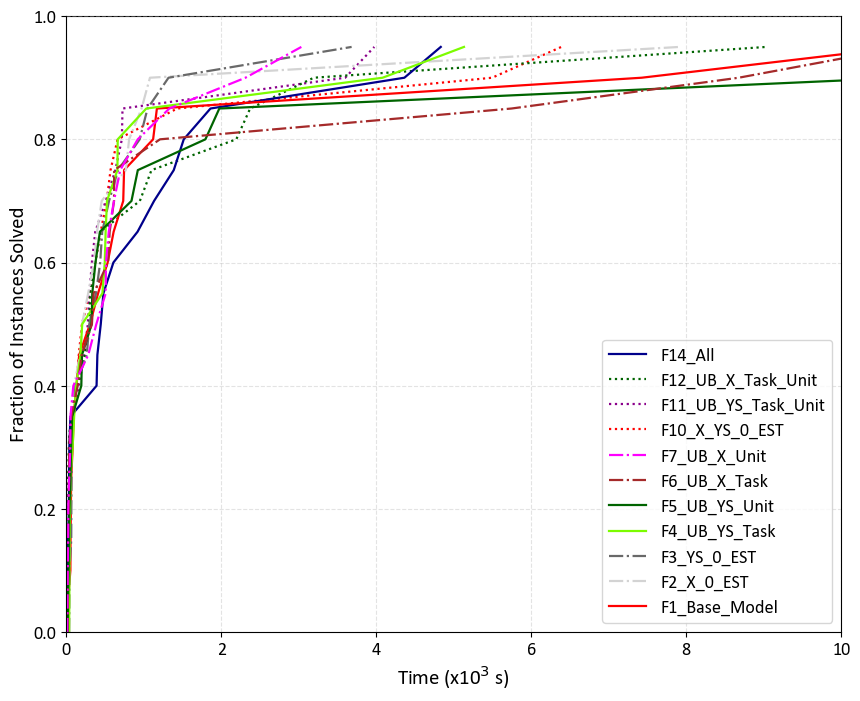 1.0
0.8
0.6
0.4
0.2
0.0
Fraction of Instances Solved
F14_All
F12_UB_X_Task_Unit
F11_UB_YS_Task_Unit
F10_X_YS_0_EST
F7_UB_X_Unit
F6_UB_X_Task
F5_UB_YS_Unit
F4_UB_YS_Task
F3_YS_0_EST
F2_X_0_EST
F1_Base_Model
0 2 4 6 8 10
Time (x10³ s)